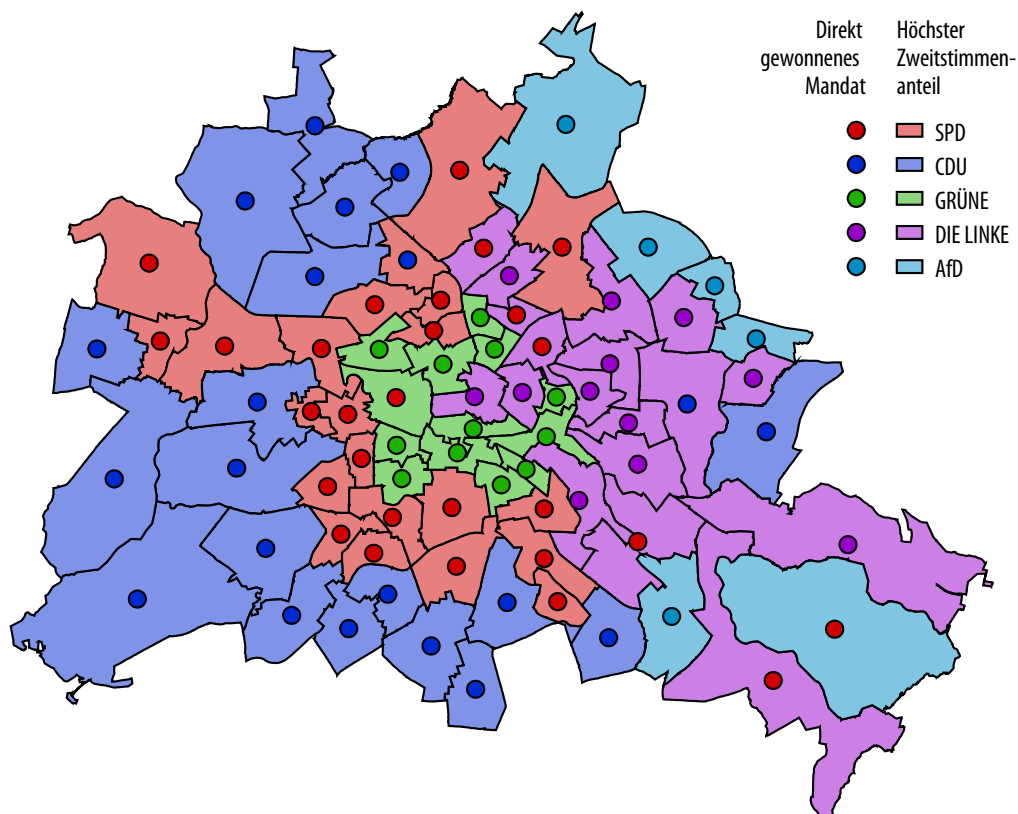 Direkt
gewonnenes
Mandat
Höchster
Zweitstimmen-
anteil
SPD
CDU
GRÜNE
DIE LINKE
AfD